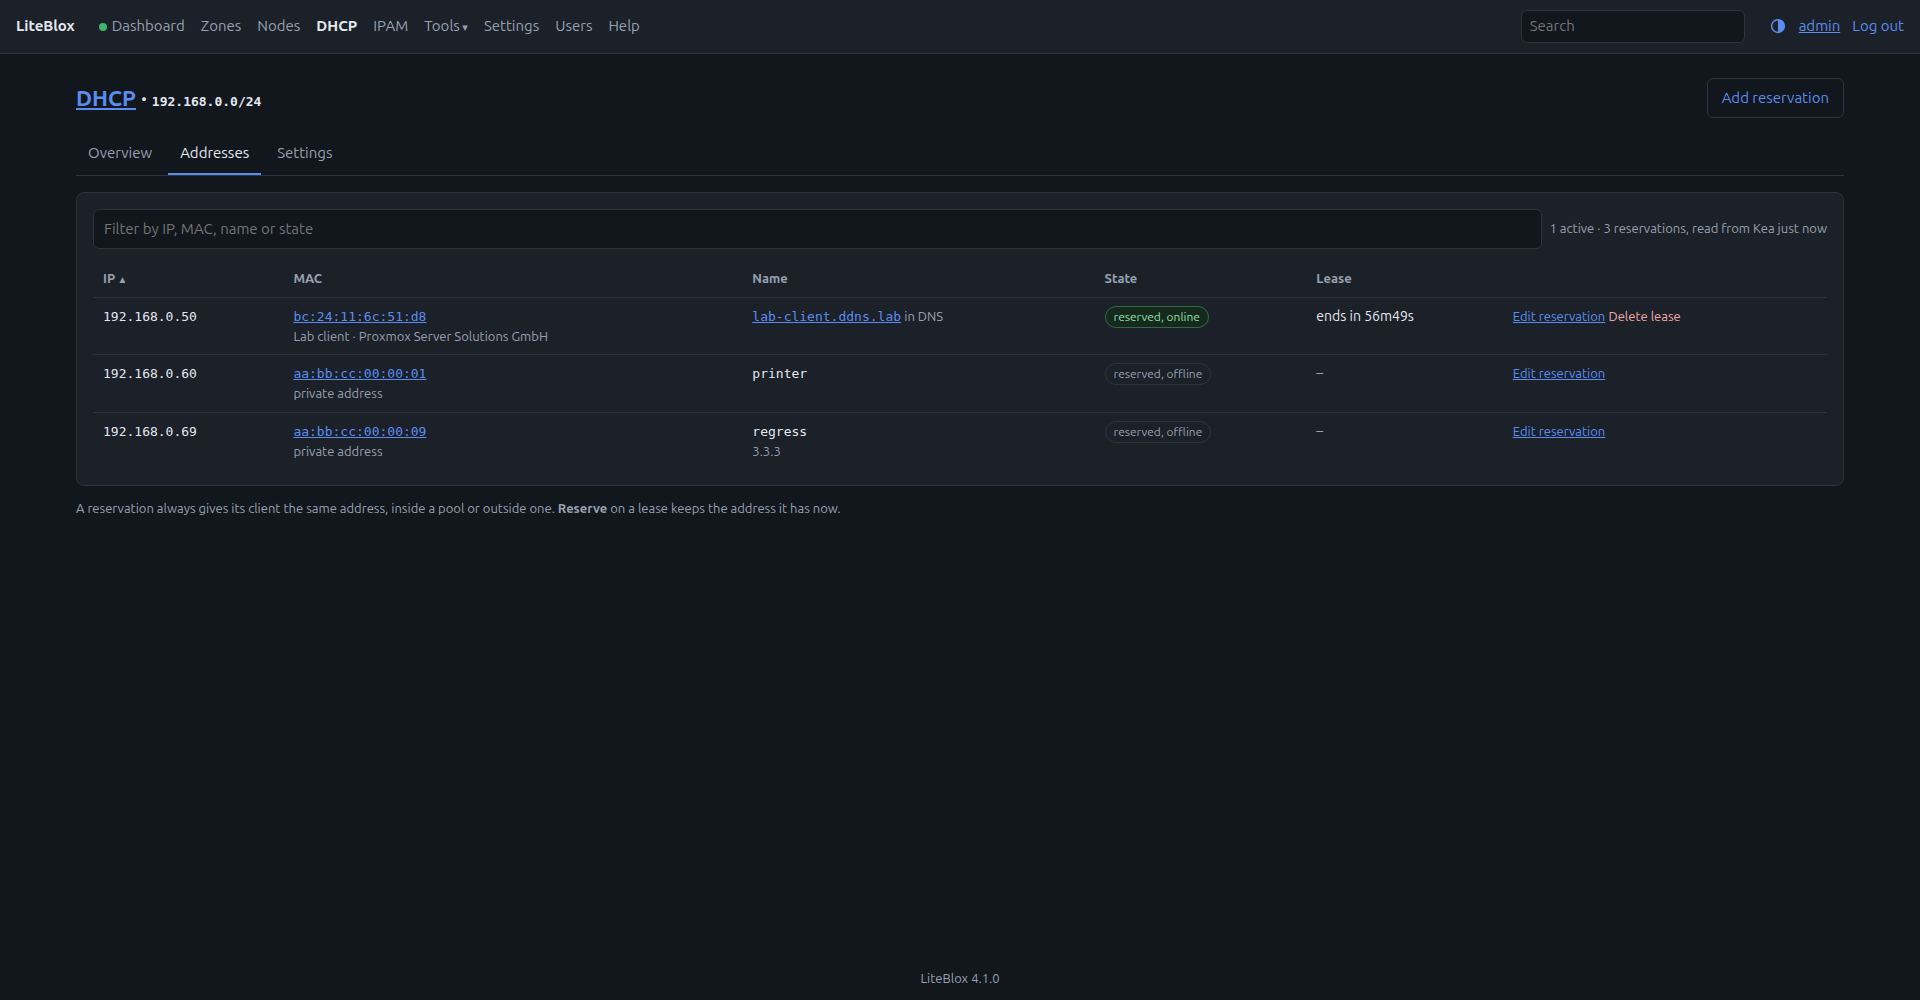 LiteBlox Dashboard Zones Nodes DHCP IPAM Tools ▾ Settings Users Help Search admin Log out
DHCP · 192.168.0.0/24 Add reservation
Overview Addresses Settings
Filter by IP, MAC, name or state 1 active · 3 reservations, read from Kea just now
IP ▲ MAC Name State Lease
192.168.0.50 bc:24:11:6c:51:d8 lab-client.ddns.lab in DNS reserved, online ends in 56m49s Edit reservation Delete lease
Lab client · Proxmox Server Solutions GmbH
192.168.0.60 aa:bb:cc:00:00:01 printer reserved, offline – Edit reservation
private address
192.168.0.69 aa:bb:cc:00:00:09 regress reserved, offline – Edit reservation
private address 3.3.3
A reservation always gives its client the same address, inside a pool or outside one. Reserve on a lease keeps the address it has now.
LiteBlox 4.1.0